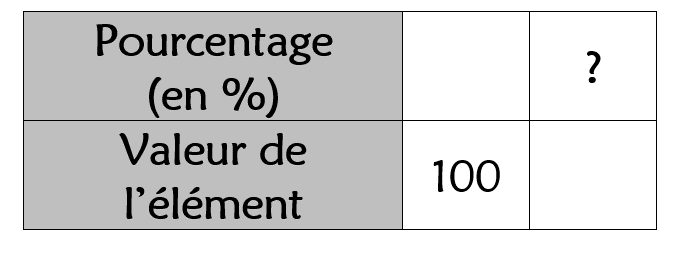 Pourcentage
(en %)
?
Valeur de
l’élément
100